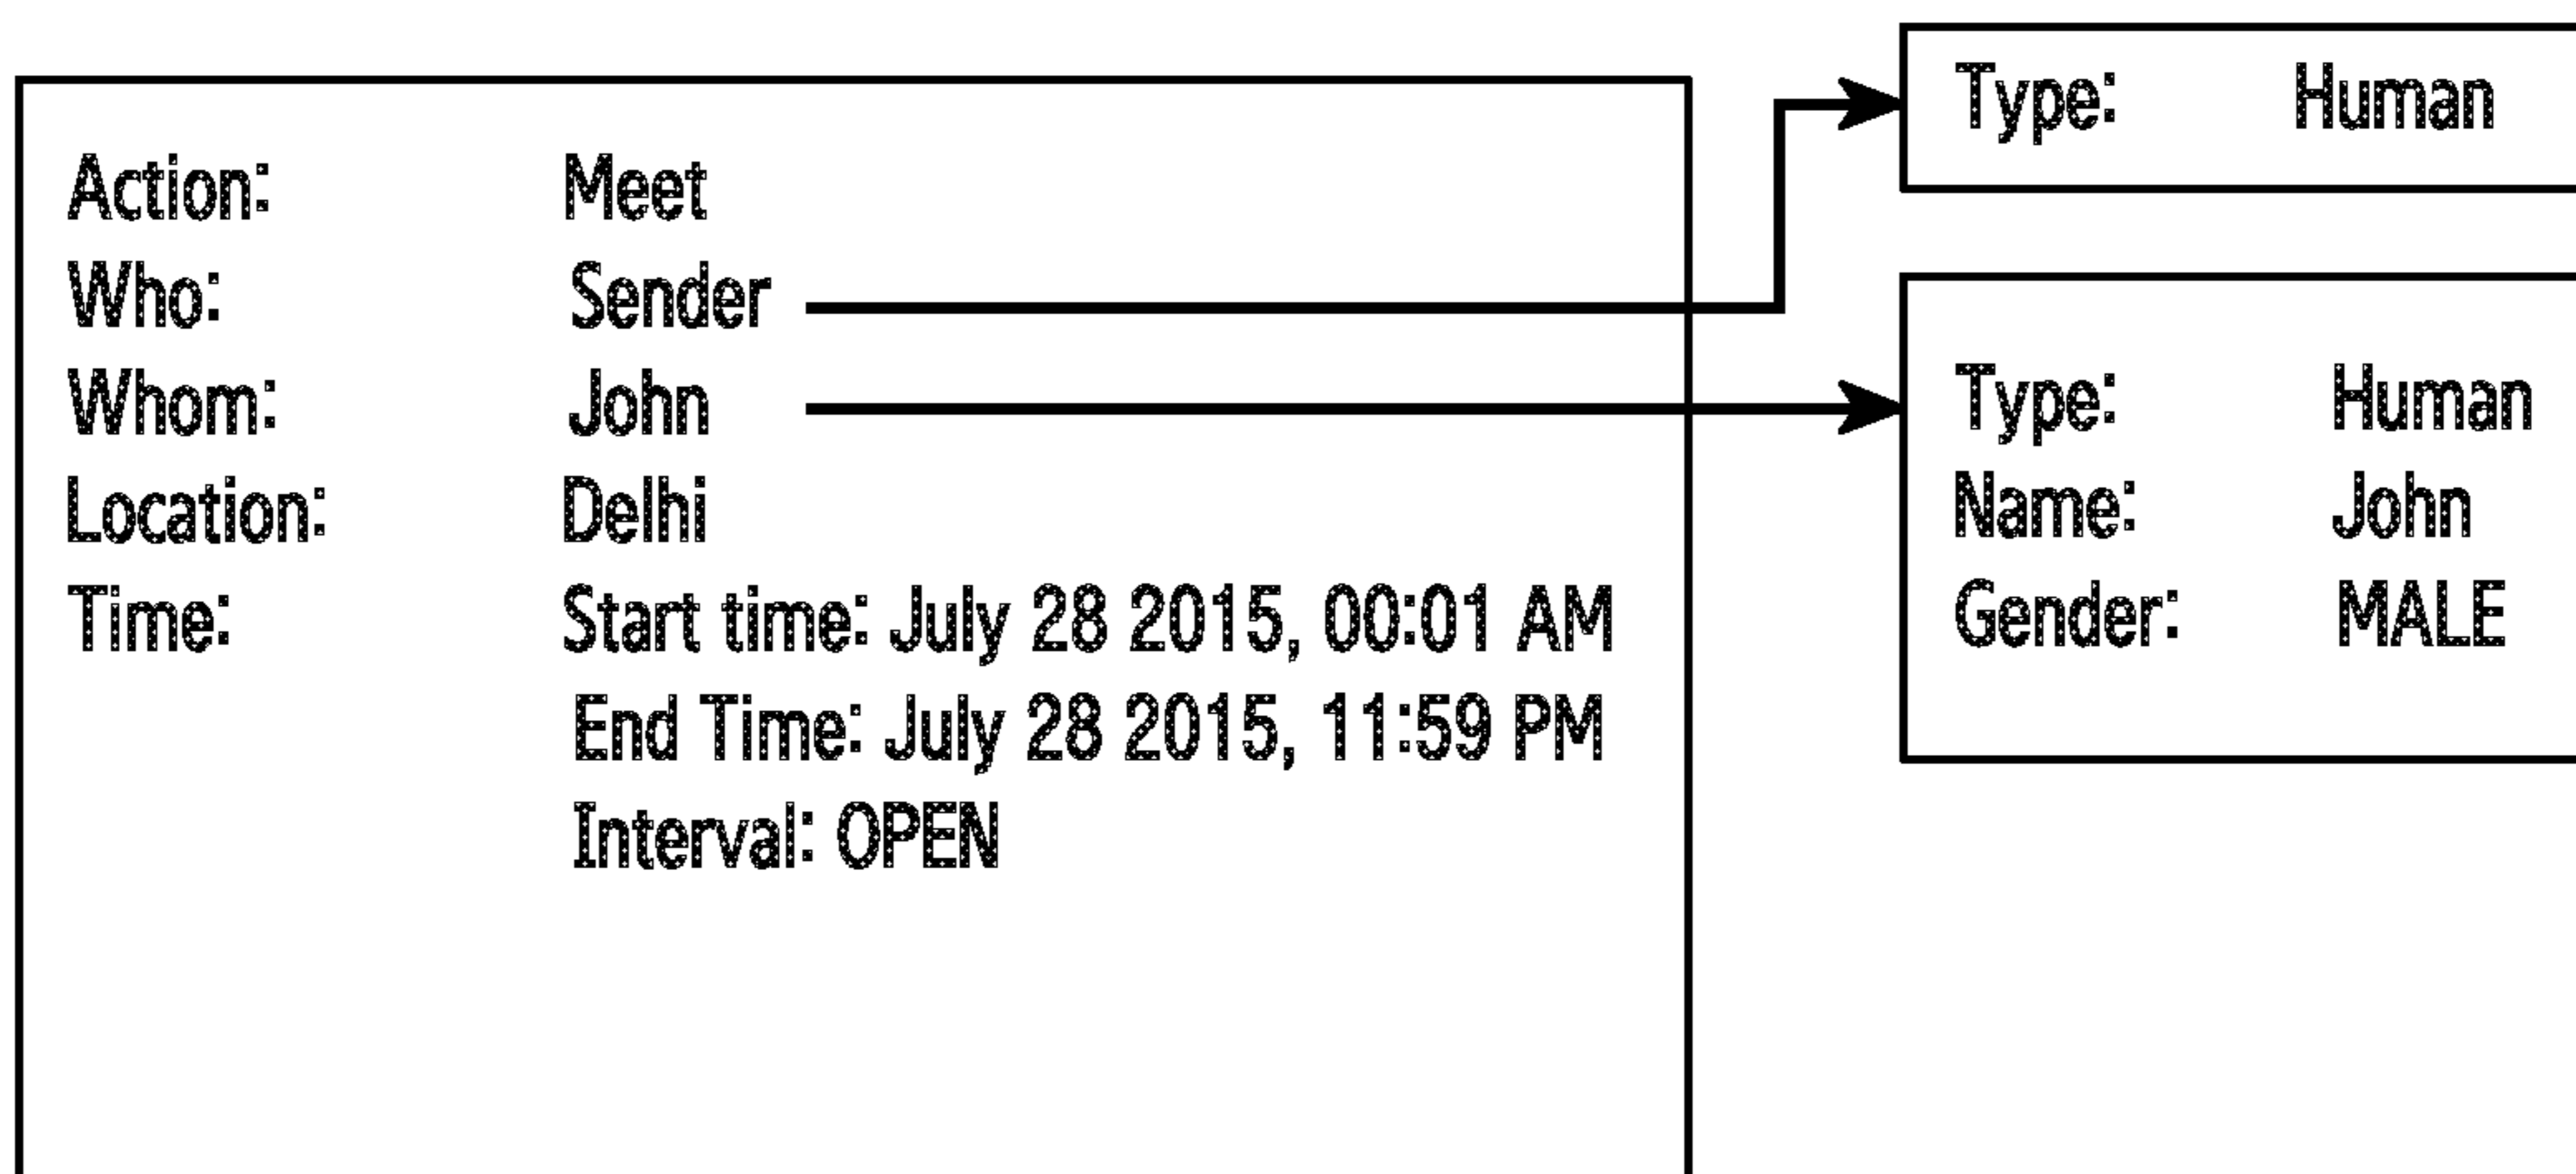 Action: Meet
Who: Sender
Whom: John
Location: Delhi
Time: Start time: July 28 2015, 00:01 AM
End Time: July 28 2015, 11:59 PM
Interval: OPEN
Type: Human
Type: Human
Name: John
Gender: MALE